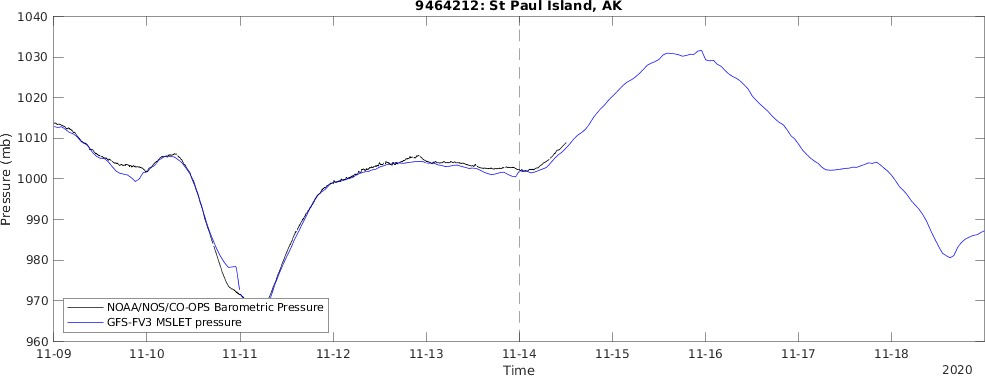 9464212: St Paul Island, AK
Pressure (mb)
1040
1030
1020
1010
1000
990
980
970
960
NOAA/NOS/CO-OPS Barometric Pressure
GFS-FV3 MSLET pressure
11-09 11-10 11-11 11-12 11-13 11-14 11-15 11-16 11-17 11-18
Time
2020